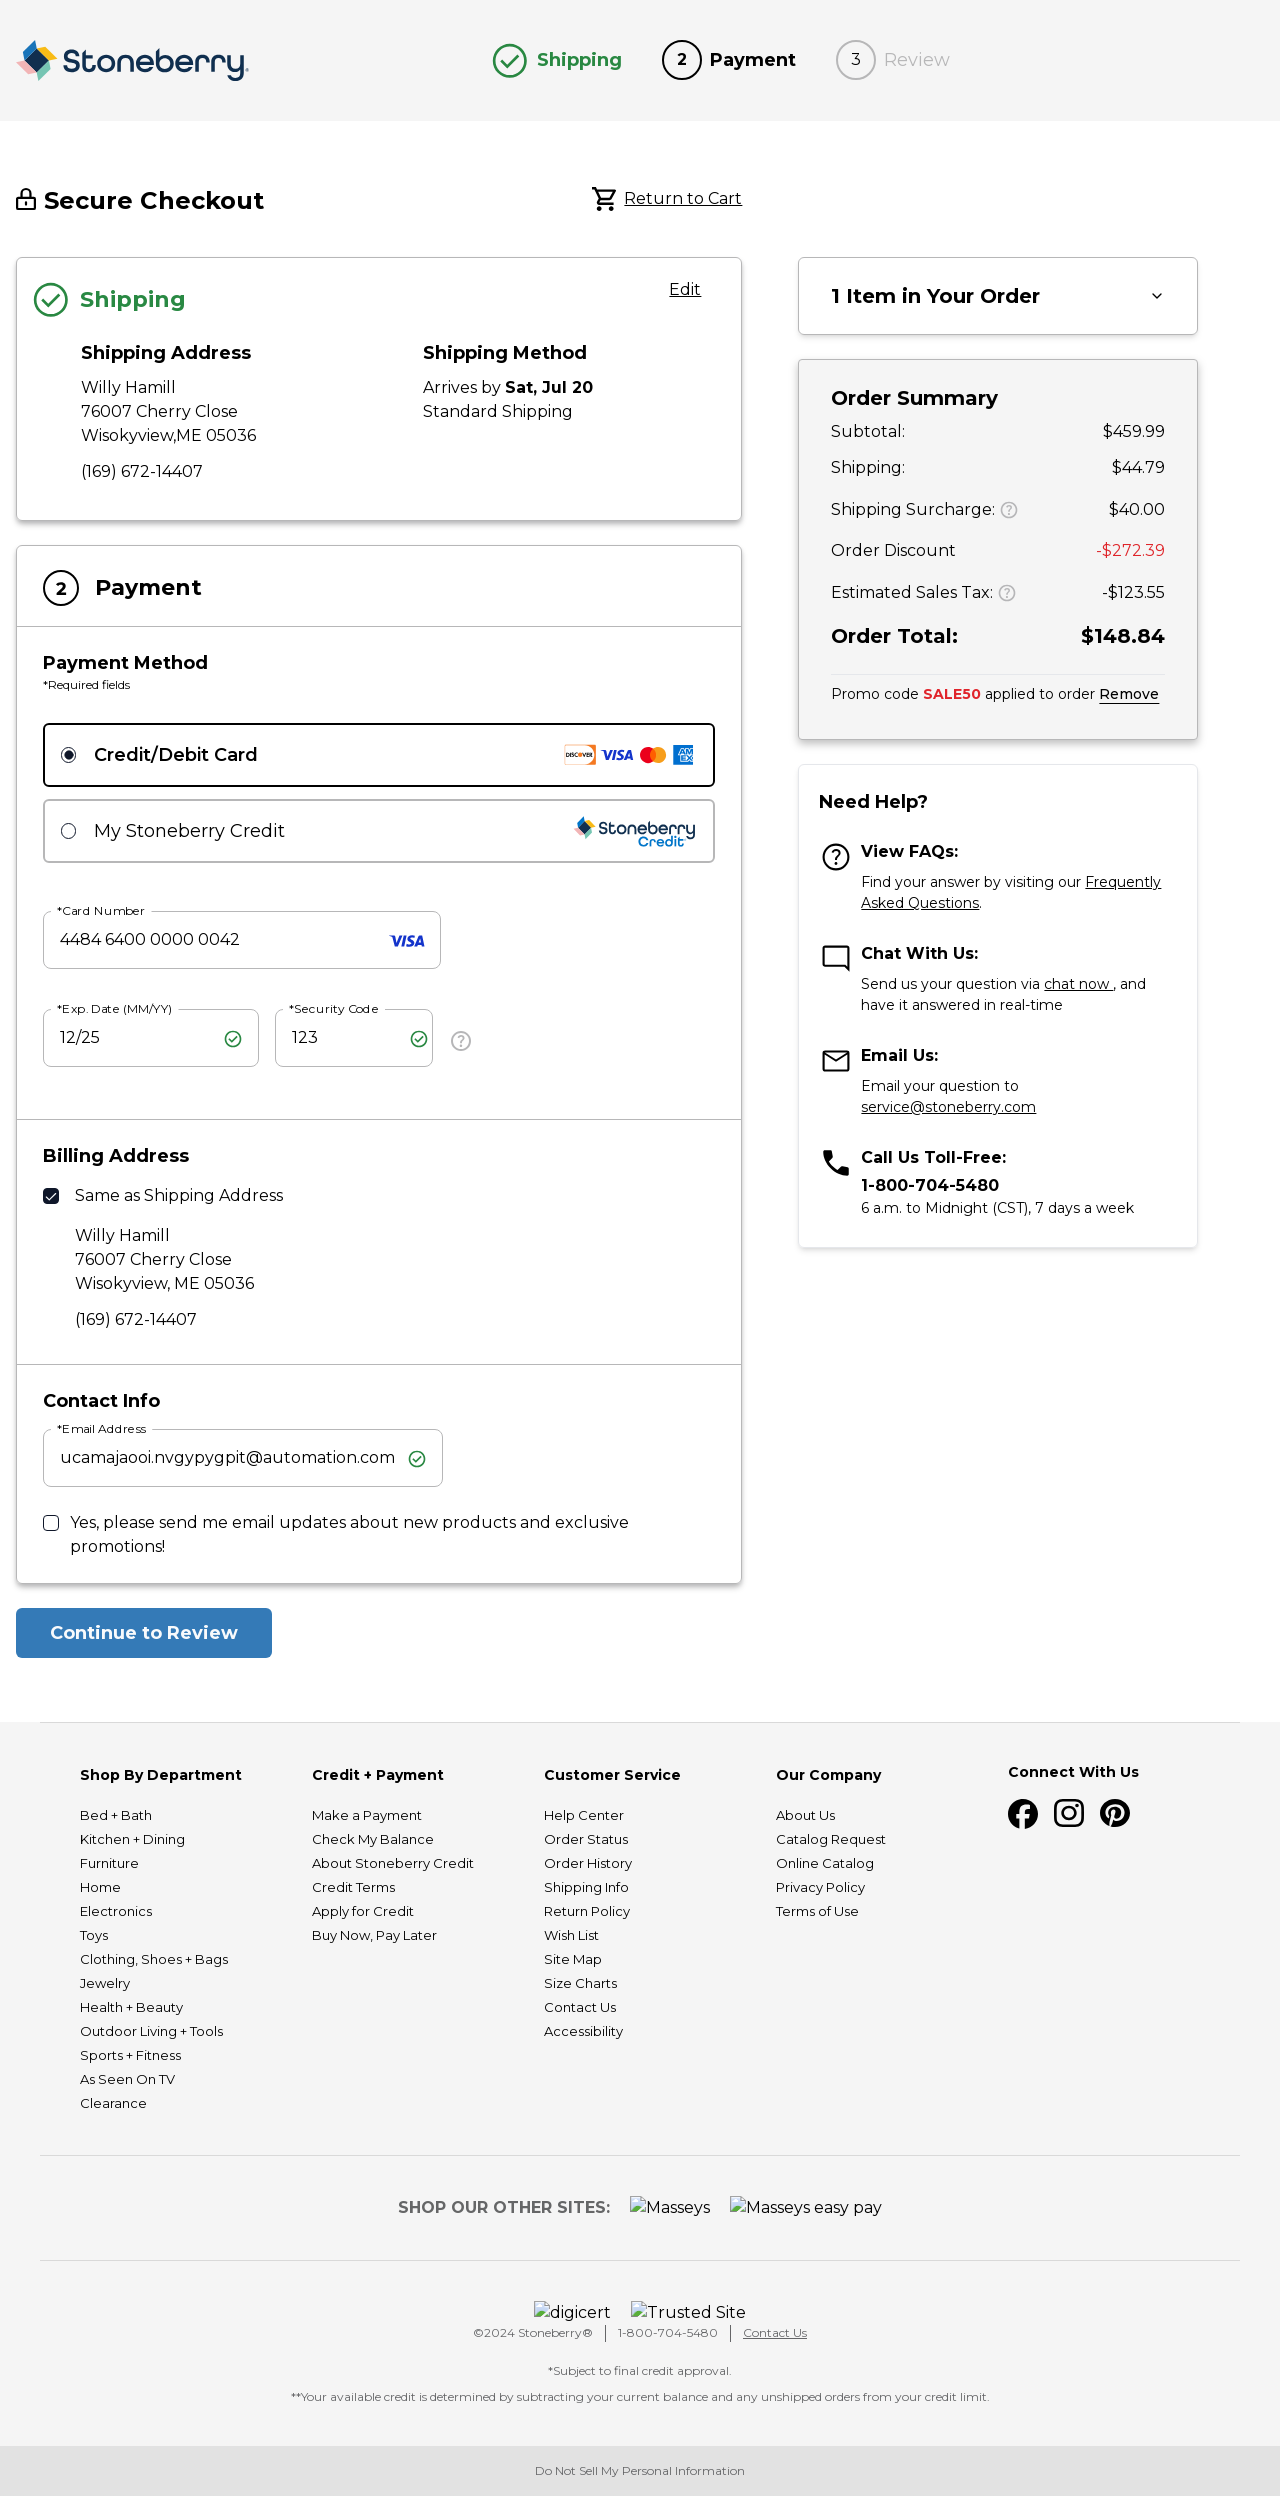 Stoneberry®
Shipping
2 Payment
3 Review
Secure Checkout
Return to Cart
Shipping
Edit
Shipping Address
Willy Hamill
76007 Cherry Close
Wisokyview,ME 05036
(169) 672-14407
Shipping Method
Arrives by Sat, Jul 20
Standard Shipping
2 Payment
Payment Method
*Required fields
Credit/Debit Card
DISCOVER VISA AMEX
My Stoneberry Credit
Stoneberry
Credit
*Card Number
4484 6400 0000 0042
VISA
*Exp. Date (MM/YY)
12/25
*Security Code
123
?
Billing Address
Same as Shipping Address
Willy Hamill
76007 Cherry Close
Wisokyview, ME 05036
(169) 672-14407
Contact Info
*Email Address
ucamajaooi.nvgypygpit@automation.com
Yes, please send me email updates about new products and exclusive
promotions!
Continue to Review
1 Item in Your Order
Order Summary
Subtotal: $459.99
Shipping: $44.79
Shipping Surcharge: ? $40.00
Order Discount -$272.39
Estimated Sales Tax: ? -$123.55
Order Total: $148.84
Promo code SALE50 applied to order Remove
Need Help?
View FAQs:
Find your answer by visiting our Frequently
Asked Questions.
Chat With Us:
Send us your question via chat now , and
have it answered in real-time
Email Us:
Email your question to
service@stoneberry.com
Call Us Toll-Free:
1-800-704-5480
6 a.m. to Midnight (CST), 7 days a week
Shop By Department
Bed + Bath
Kitchen + Dining
Furniture
Home
Electronics
Toys
Clothing, Shoes + Bags
Jewelry
Health + Beauty
Outdoor Living + Tools
Sports + Fitness
As Seen On TV
Clearance
Credit + Payment
Make a Payment
Check My Balance
About Stoneberry Credit
Credit Terms
Apply for Credit
Buy Now, Pay Later
Customer Service
Help Center
Order Status
Order History
Shipping Info
Return Policy
Wish List
Site Map
Size Charts
Contact Us
Accessibility
Our Company
About Us
Catalog Request
Online Catalog
Privacy Policy
Terms of Use
Connect With Us
SHOP OUR OTHER SITES: Masseys Masseys easy pay
digicert Trusted Site
©2024 Stoneberry® | 1-800-704-5480 | Contact Us
*Subject to final credit approval.
**Your available credit is determined by subtracting your current balance and any unshipped orders from your credit limit.
Do Not Sell My Personal Information